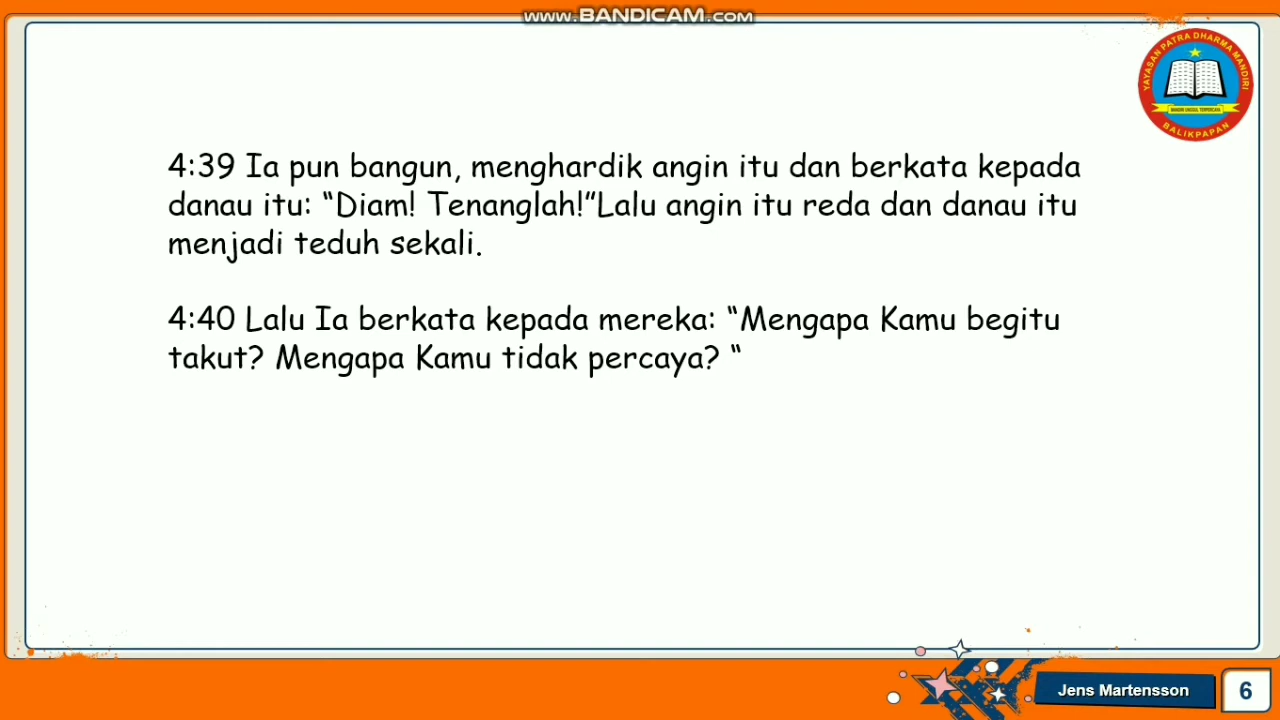 www.BANDICAM.com
YAYASAN PATRA DHARMA MANDIRI
BALIKPAPAN
4:39 Ia pun bangun, menghardik angin itu dan berkata kepada
danau itu: “Diam! Tenanglah!”Lalu angin itu reda dan danau itu
menjadi teduh sekali.
4:40 Lalu Ia berkata kepada mereka: “Mengapa Kamu begitu
takut? Mengapa Kamu tidak percaya? “
Jens Martensson
6